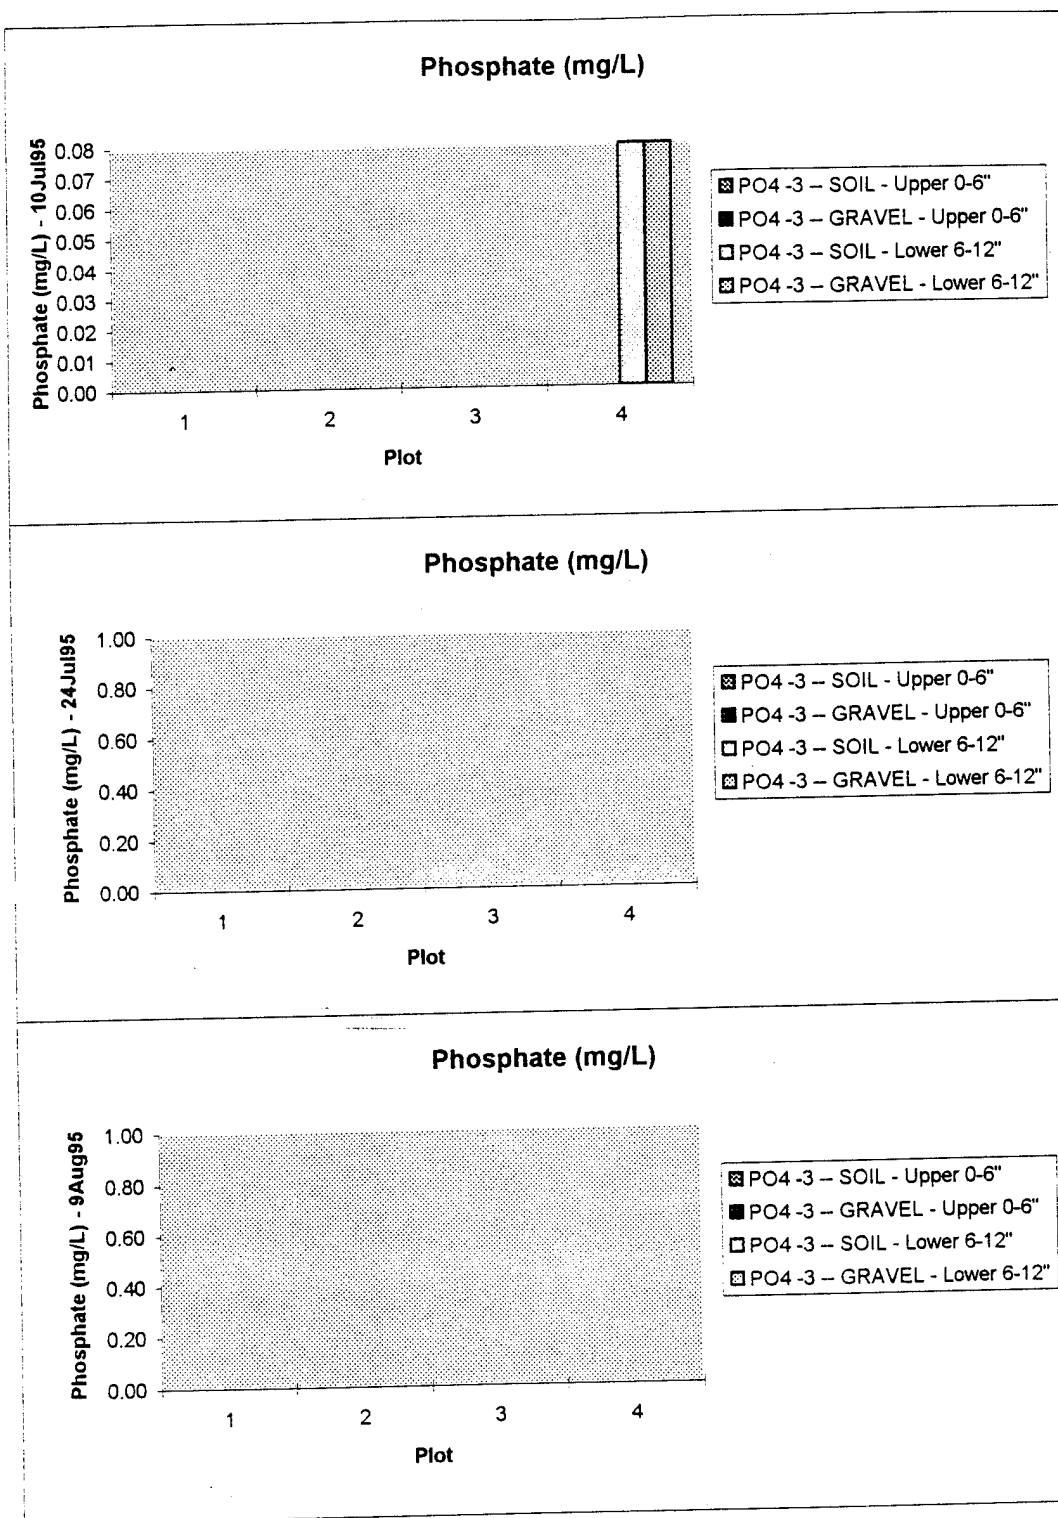 Phosphate (mg/L)
Phosphate (mg/L) - 10Jul95
0.08
0.07
0.06
0.05
0.04
0.03
0.02
0.01
0.00
1 2 3 4
Plot
PO4 -3 -- SOIL - Upper 0-6"
PO4 -3 -- GRAVEL - Upper 0-6"
PO4 -3 -- SOIL - Lower 6-12"
PO4 -3 -- GRAVEL - Lower 6-12"
Phosphate (mg/L)
Phosphate (mg/L) - 24Jul95
1.00
0.80
0.60
0.40
0.20
0.00
1 2 3 4
Plot
PO4 -3 -- SOIL - Upper 0-6"
PO4 -3 -- GRAVEL - Upper 0-6"
PO4 -3 -- SOIL - Lower 6-12"
PO4 -3 -- GRAVEL - Lower 6-12"
Phosphate (mg/L)
Phosphate (mg/L) - 9Aug95
1.00
0.80
0.60
0.40
0.20
0.00
1 2 3 4
Plot
PO4 -3 -- SOIL - Upper 0-6"
PO4 -3 -- GRAVEL - Upper 0-6"
PO4 -3 -- SOIL - Lower 6-12"
PO4 -3 -- GRAVEL - Lower 6-12"